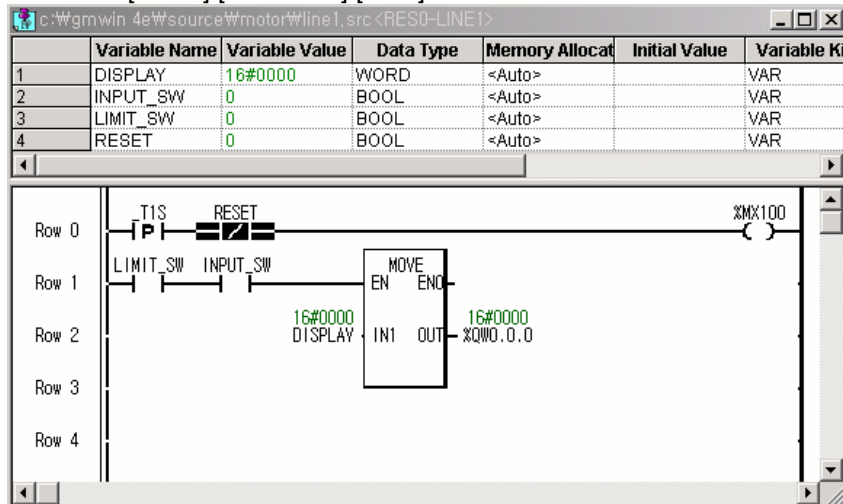 c:₩gmwin 4e₩source₩motor₩line1,src<RES0-LINE1>
Variable Name Variable Value Data Type Memory Allocat Initial Value Variable Ki
1 DISPLAY 16#0000 WORD <Auto> VAR
2 INPUT_SW 0 BOOL <Auto> VAR
3 LIMIT_SW 0 BOOL <Auto> VAR
4 RESET 0 BOOL <Auto> VAR
_T1S RESET %MX100
Row 0 P
LIMIT_SW INPUT_SW MOVE
Row 1 EN ENO
16#0000 16#0000
Row 2 DISPLAY IN1 OUT %QW0.0.0
Row 3
Row 4